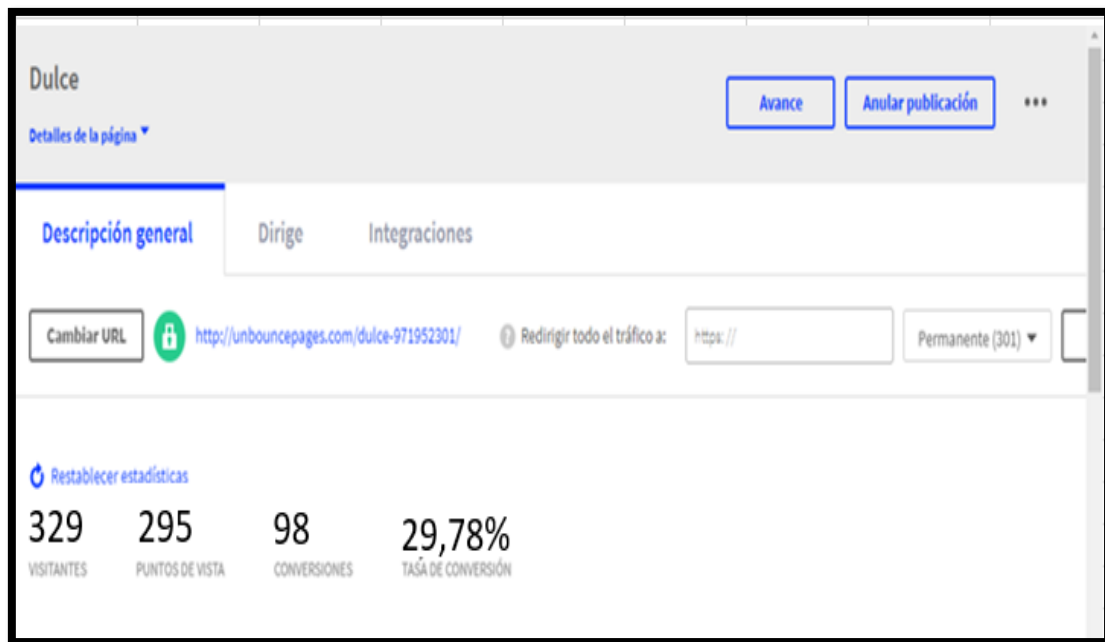 Dulce
Avance
Anular publicación
Detalles de la página
Descripción general
Dirige
Integraciones
Cambiar URL
http://unbouncepages.com/dulce-971952301/
Redirigir todo el tráfico a:
https://
Permanente (301)
Restablecer estadísticas
329
295
98
29,78%
VISITANTES
PUNTOS DE VISTA
CONVERSIONES
TASA DE CONVERSIÓN